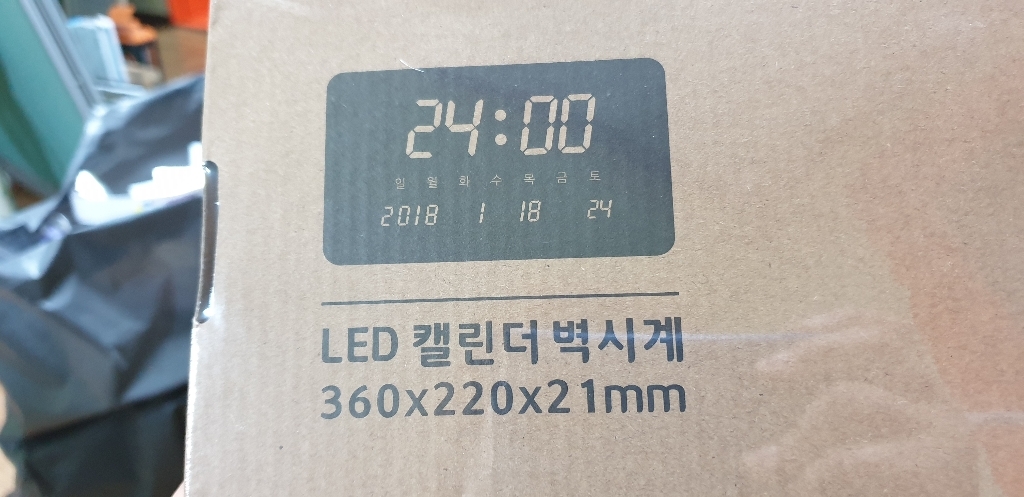 24:00
일 월 화 수 목 금 토
2018 1 18 24
LED 캘린더 벽시계
360x220x21mm